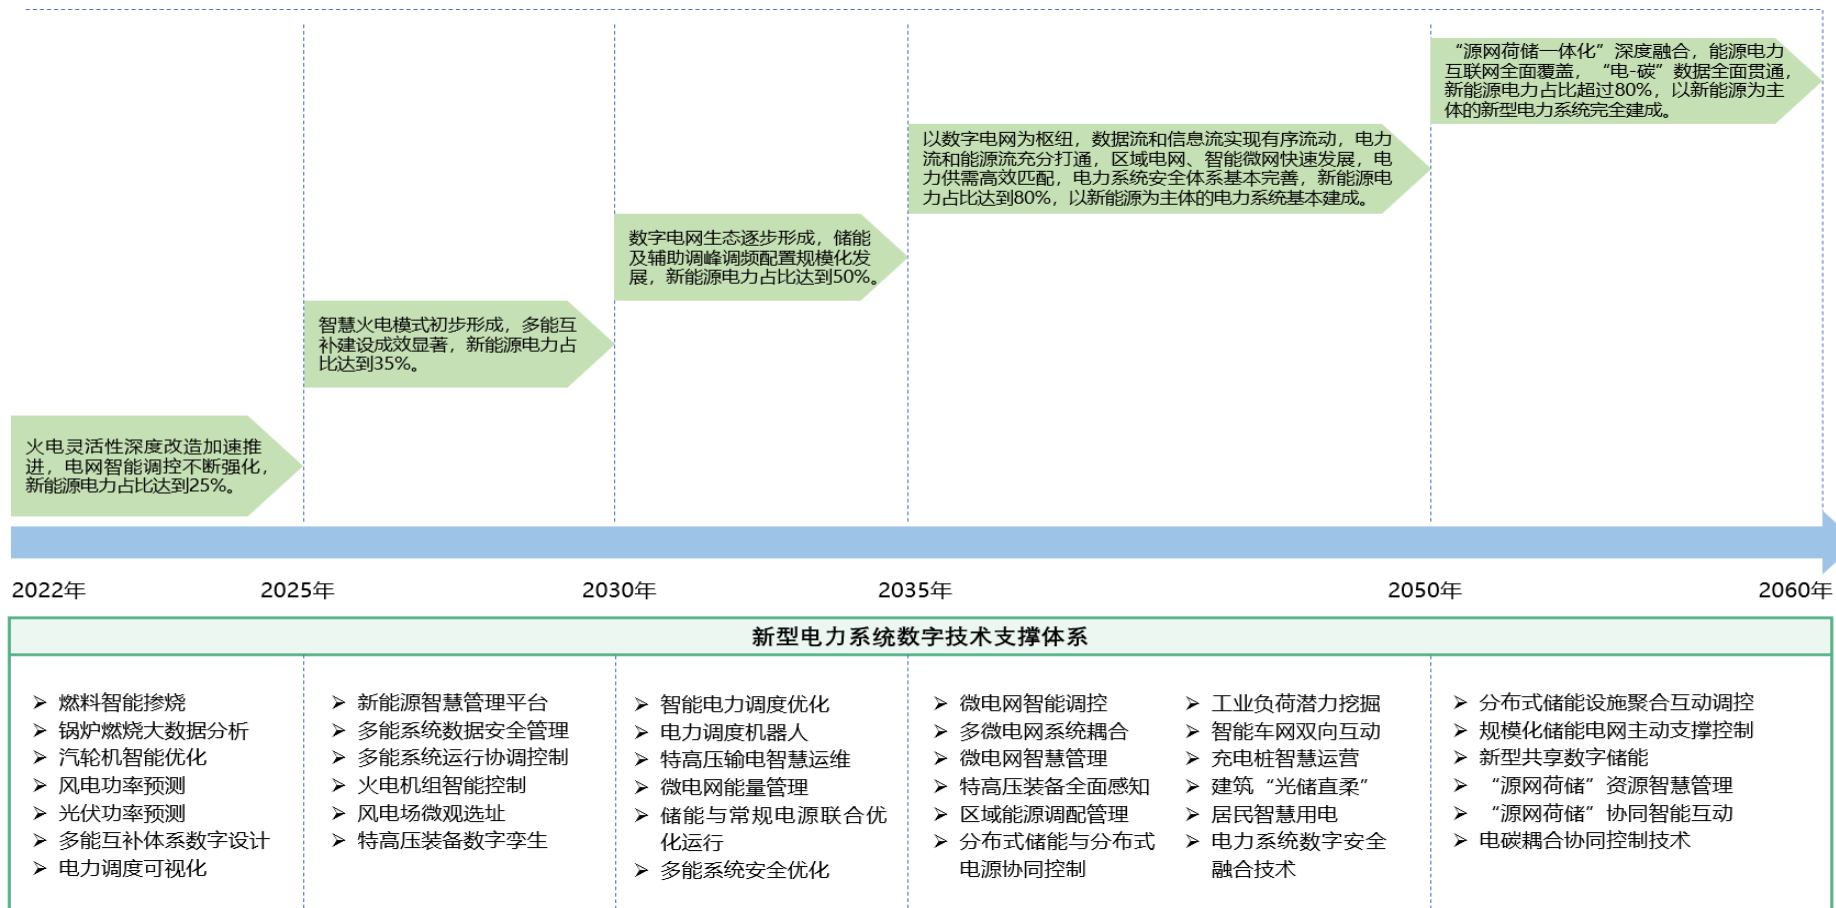 “源网荷储一体化”深度融合，能源电力
互联网全面覆盖，“电-碳”数据全面贯通，
新能源电力占比超过80%，以新能源为主
体的新型电力系统完全建成。
以数字电网为枢纽，数据流和信息流实现有序流动，电力
流和能源流充分打通，区域电网、智能微网快速发展，电
力供需高效匹配，电力系统安全体系基本完善，新能源电
力占比达到80%，以新能源为主体的电力系统基本建成。
数字电网生态逐步形成，储能
及辅助调峰调频配置规模化发
展，新能源电力占比达到50%。
智慧火电模式初步形成，多能互
补建设成效显著，新能源电力占
比达到35%。
火电灵活性深度改造加速推
进，电网智能调控不断强化，
新能源电力占比达到25%。
2022年
2025年
2030年
2035年
2050年
2060年
新型电力系统数字技术支撑体系
➢ 燃料智能掺烧
➢ 锅炉燃烧大数据分析
➢ 汽轮机智能优化
➢ 风电功率预测
➢ 光伏功率预测
➢ 多能互补体系数字设计
➢ 电力调度可视化
➢ 新能源智慧管理平台
➢ 多能系统数据安全管理
➢ 多能系统运行协调控制
➢ 火电机组智能控制
➢ 风电场微观选址
➢ 特高压装备数字孪生
➢ 智能电力调度优化
➢ 电力调度机器人
➢ 特高压输电智慧运维
➢ 微电网能量管理
➢ 储能与常规电源联合优
化运行
➢ 多能系统安全优化
➢ 微电网智能调控
➢ 多微电网系统耦合
➢ 微电网智慧管理
➢ 特高压装备全面感知
➢ 区域能源调配管理
➢ 分布式储能与分布式
电源协同控制
➢ 工业负荷潜力挖掘
➢ 智能车网双向互动
➢ 充电桩智慧运营
➢ 建筑“光储直柔”
➢ 居民智慧用电
➢ 电力系统数字安全
融合技术
➢ 分布式储能设施聚合互动调控
➢ 规模化储能电网主动支撑控制
➢ 新型共享数字储能
➢ “源网荷储”资源智慧管理
➢ “源网荷储”协同智能互动
➢ 电碳耦合协同控制技术